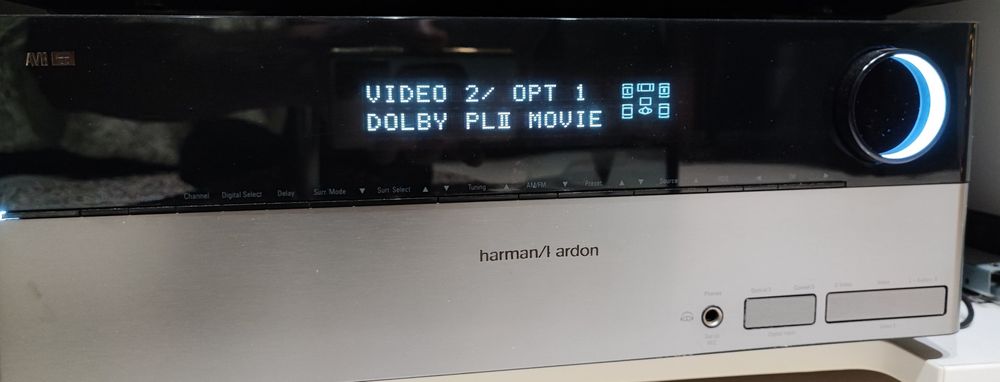 VIDEO 2/ OPT 1
DOLBY PLⅡ MOVIE
Channel Digital Select Delay Surr Mode ▼ Surr Select ▲ ▼ Tuning ▲ AM/FM ▼ Preset ▲ ▼ Source ▲
harman/ ardon
Phones